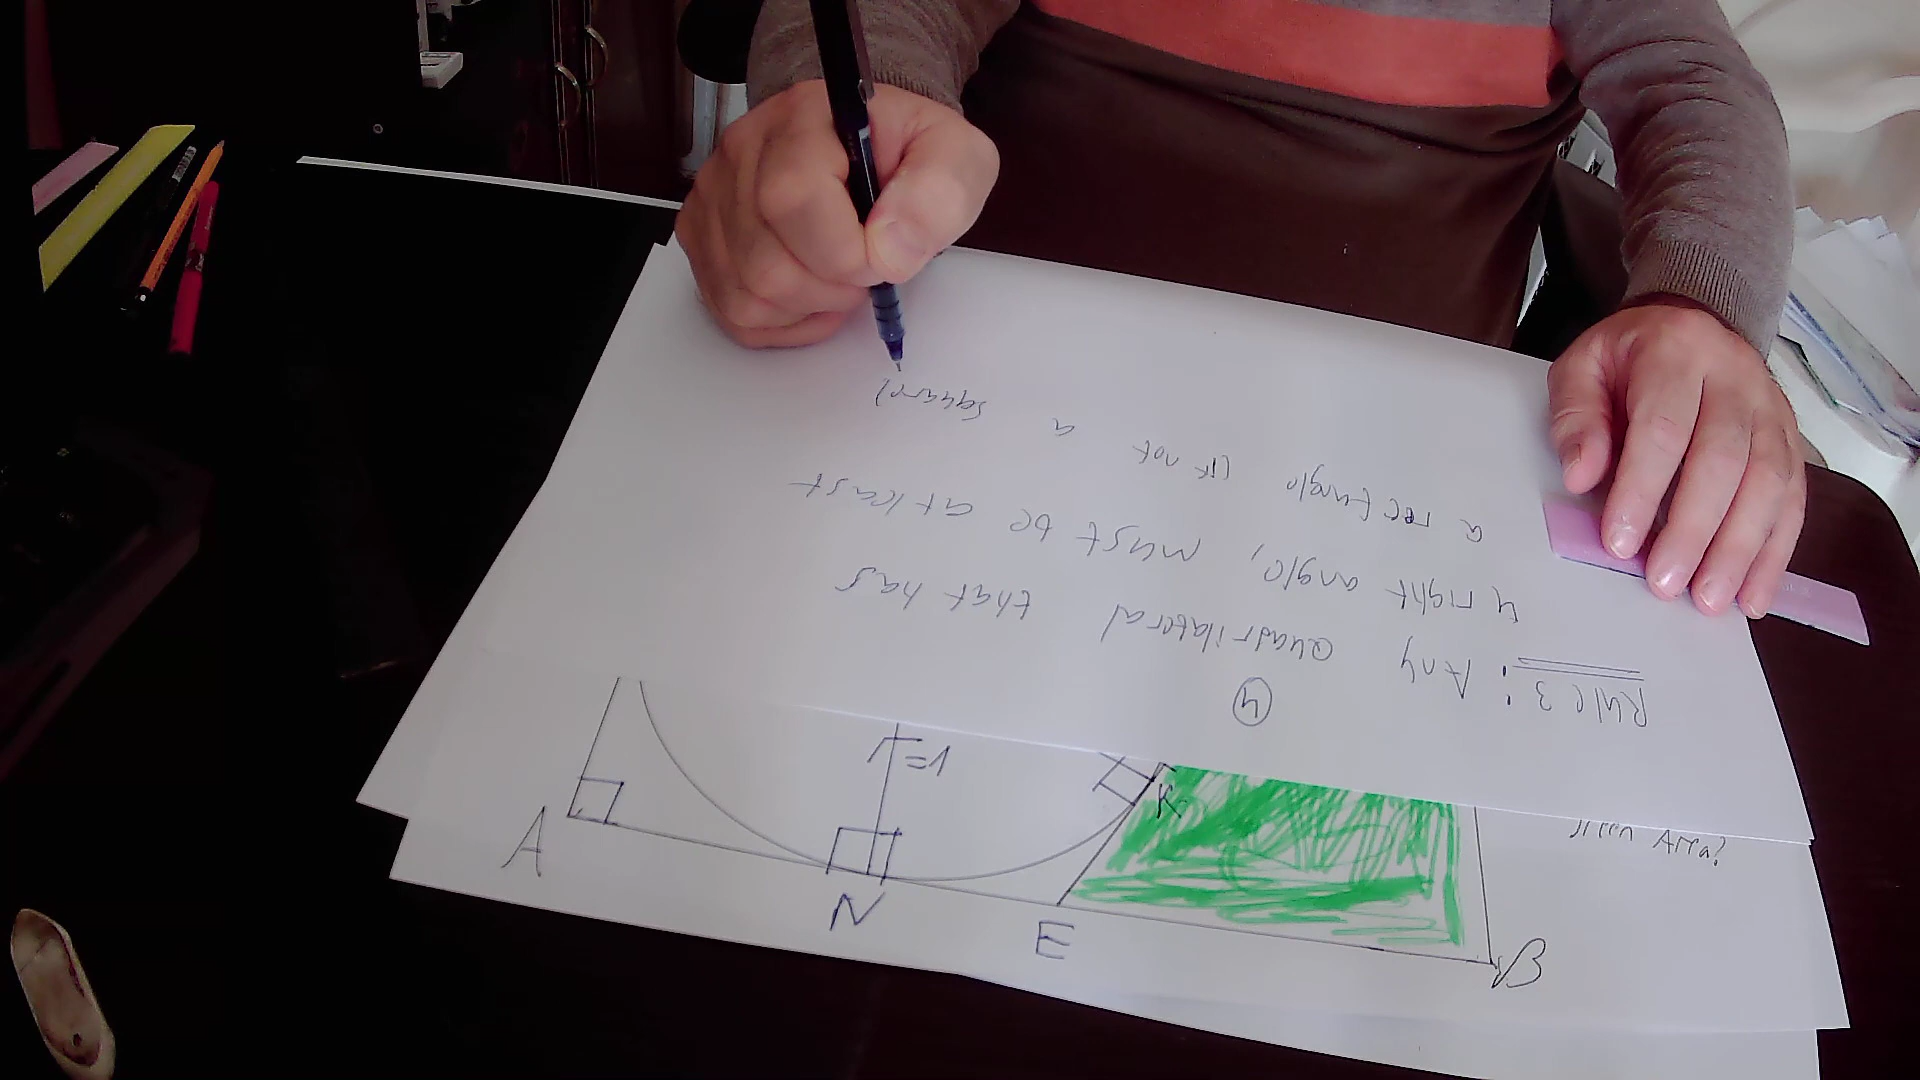 4
Rule 3: Any quadrilateral that has
4 right angle, must be at least
a rectangle (if not a square)
r=1
K
Area?
A
N
E
B